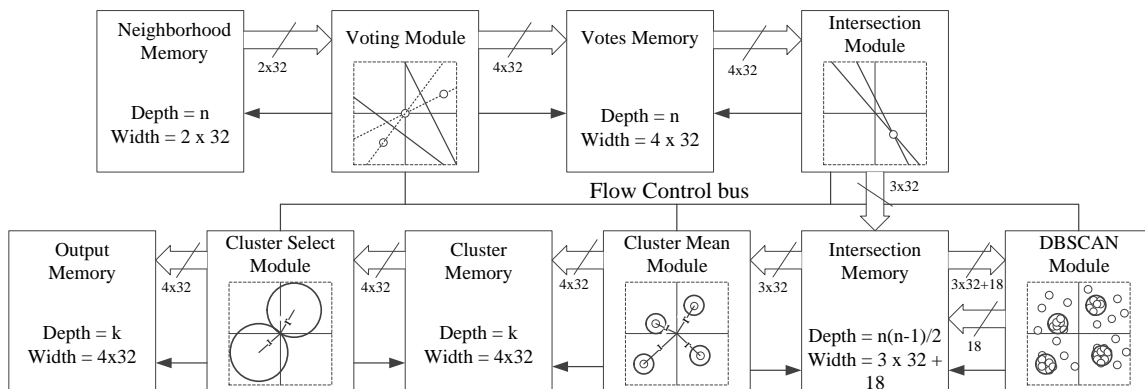 Neighborhood
Memory
Depth = n
Width = 2 x 32
2x32
Voting Module
4x32
Votes Memory
Depth = n
Width = 4 x 32
4x32
Intersection
Module
Flow Control bus
3x32
Output
Memory
Depth = k
Width = 4x32
4x32
Cluster Select
Module
4x32
Cluster
Memory
Depth = k
Width = 4x32
4x32
Cluster Mean
Module
3x32
Intersection
Memory
Depth = n(n-1)/2
Width = 3 x 32 +
18
3x32+18
18
DBSCAN
Module